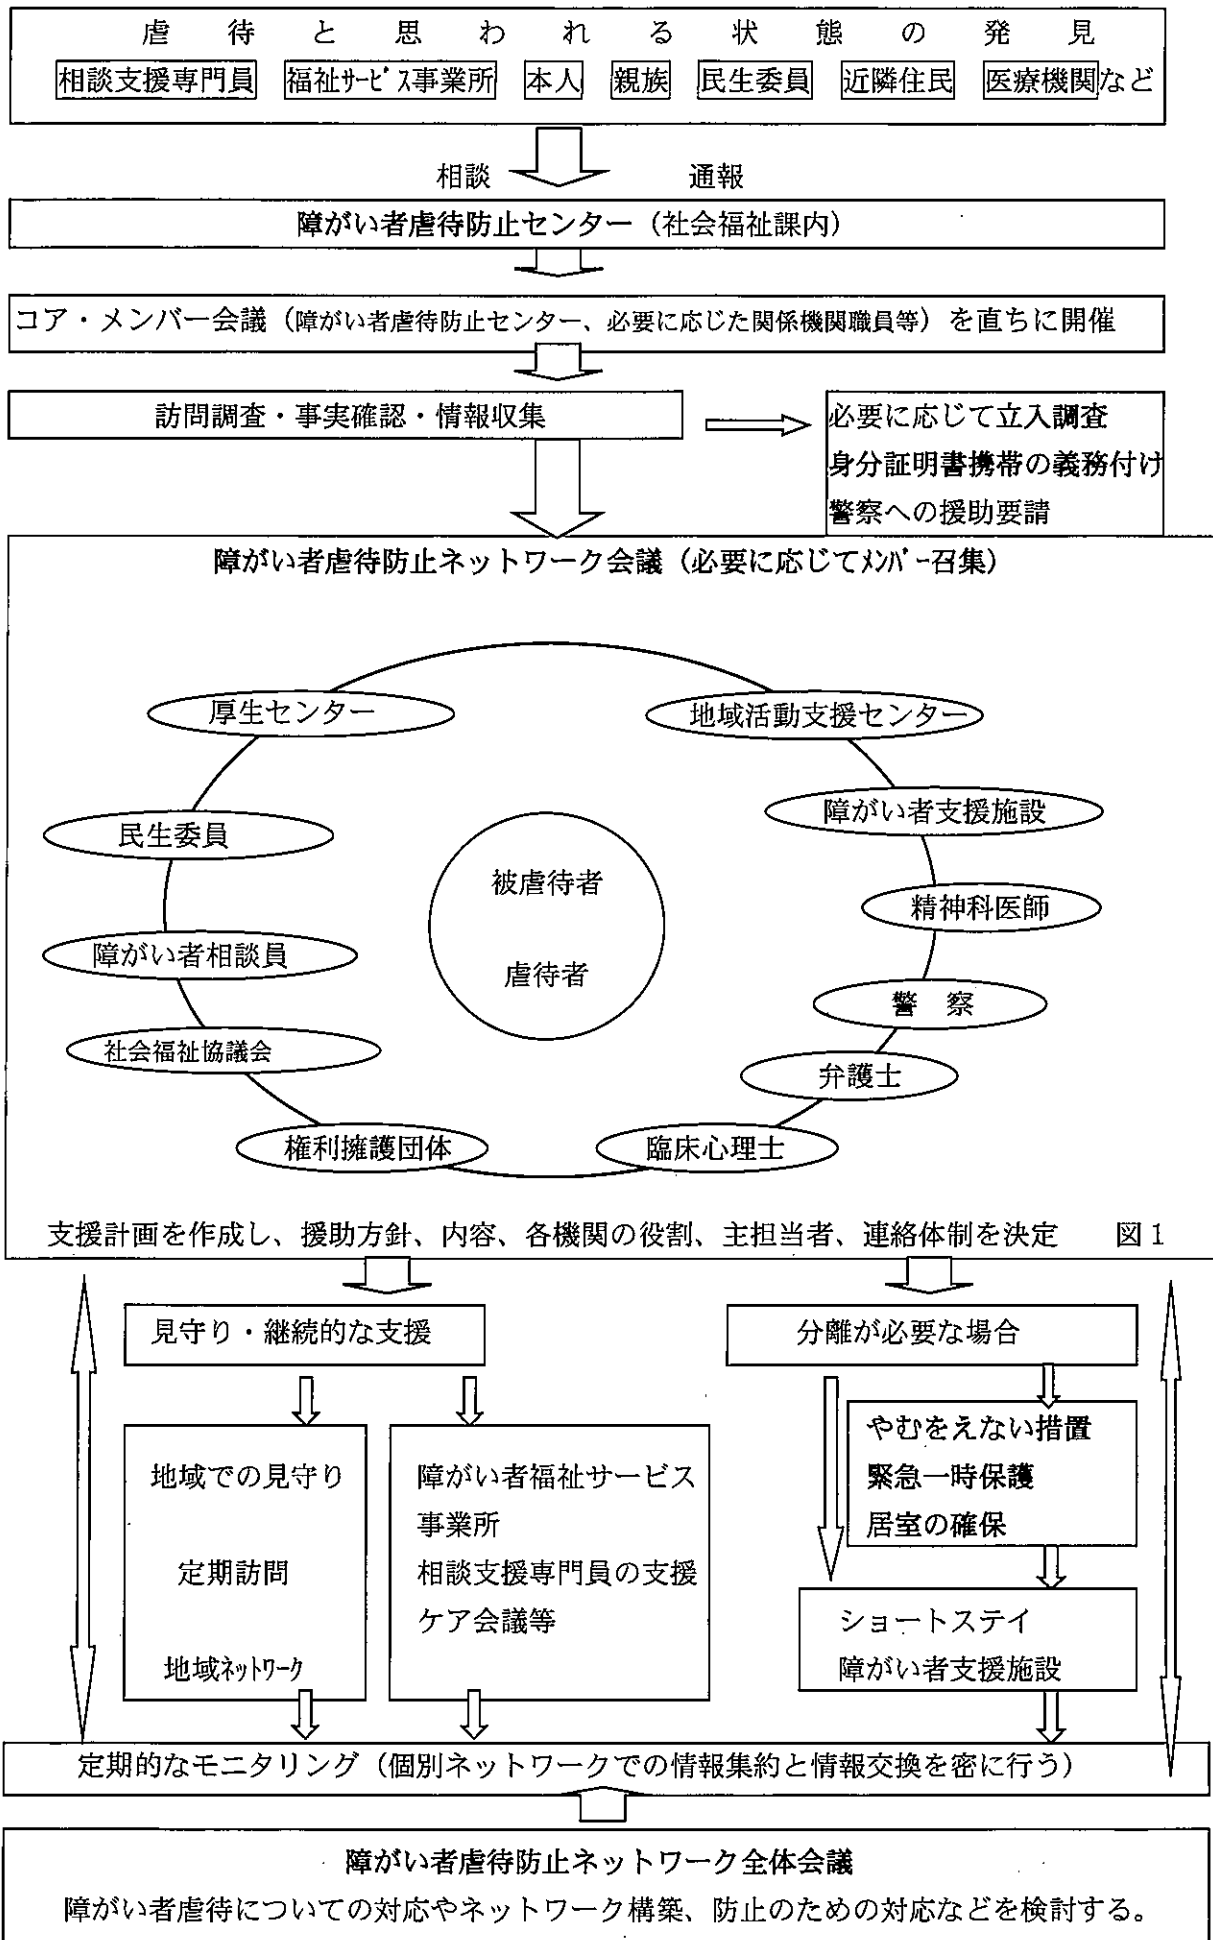 虐待と思われる状態の発見
相談支援専門員 福祉ｻｰﾋﾞｽ事業所 本人 親族 民生委員 近隣住民 医療機関など
相談 通報
障がい者虐待防止センター（社会福祉課内）
コア・メンバー会議（障がい者虐待防止センター、必要に応じた関係機関職員等）を直ちに開催
訪問調査・事実確認・情報収集
必要に応じて立入調査
身分証明書携帯の義務付け
警察への援助要請
障がい者虐待防止ネットワーク会議（必要に応じてﾒﾝﾊﾞｰ召集）
厚生センター
地域活動支援センター
民生委員
障がい者支援施設
被虐待者
精神科医師
障がい者相談員
虐待者
警　察
社会福祉協議会
弁護士
権利擁護団体
臨床心理士
支援計画を作成し、援助方針、内容、各機関の役割、主担当者、連絡体制を決定 図１
見守り・継続的な支援
分離が必要な場合
地域での見守り
定期訪問
地域ﾈｯﾄﾜｰｸ
障がい者福祉サービス
事業所
相談支援専門員の支援
ケア会議等
やむをえない措置
緊急一時保護
居室の確保
ショートステイ
障がい者支援施設
定期的なモニタリング（個別ネットワークでの情報集約と情報交換を密に行う）
障がい者虐待防止ネットワーク全体会議
障がい者虐待についての対応やネットワーク構築、防止のための対応などを検討する。